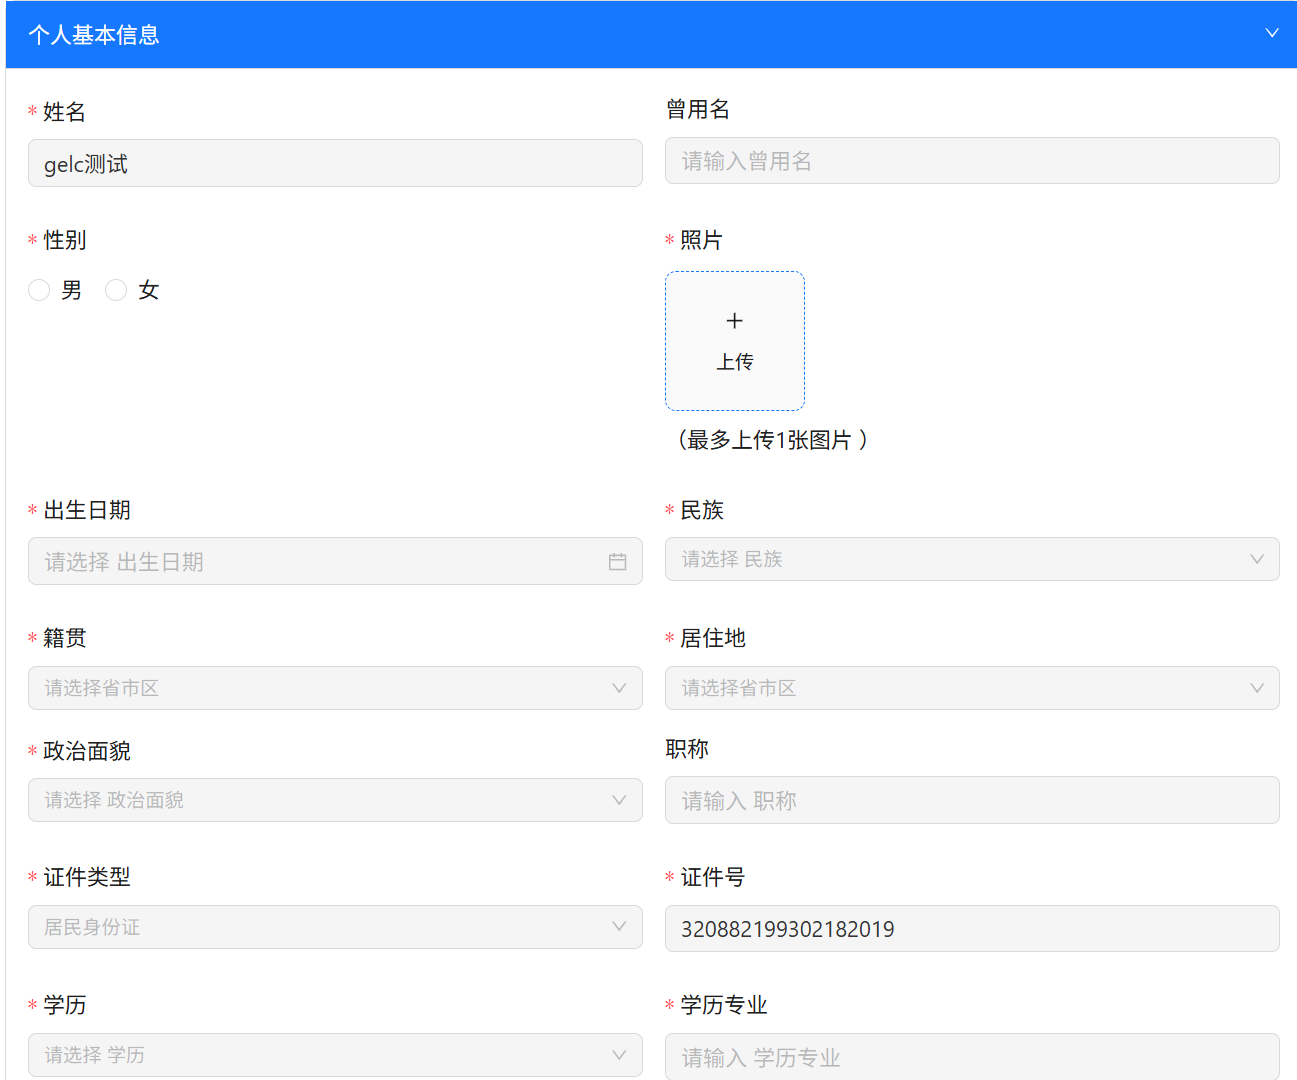 个人基本信息
* 姓名
曾用名
gelc测试
请输入曾用名
* 性别
* 照片
男
女
上传
（最多上传1张图片 ）
* 出生日期
* 民族
请选择 出生日期
请选择 民族
* 籍贯
* 居住地
请选择省市区
请选择省市区
* 政治面貌
职称
请选择 政治面貌
请输入 职称
* 证件类型
* 证件号
居民身份证
320882199302182019
* 学历
* 学历专业
请选择 学历
请输入 学历专业